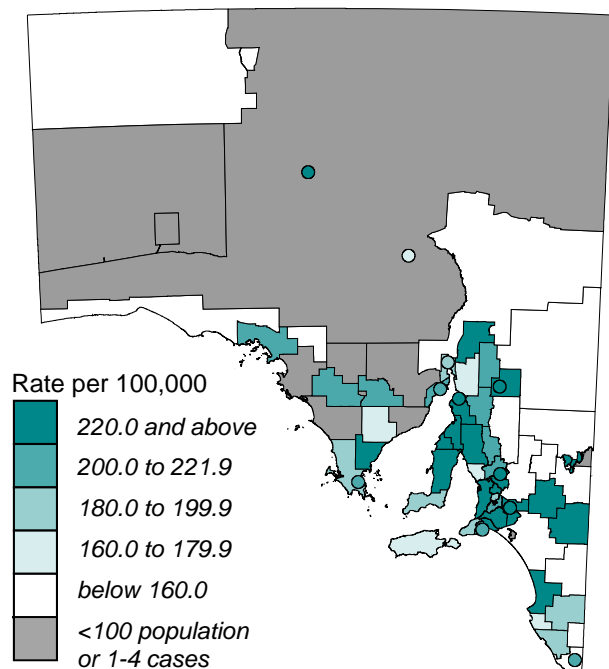 Rate per 100,000
220.0 and above
200.0 to 221.9
180.0 to 199.9
160.0 to 179.9
below 160.0
<100 population
or 1-4 cases